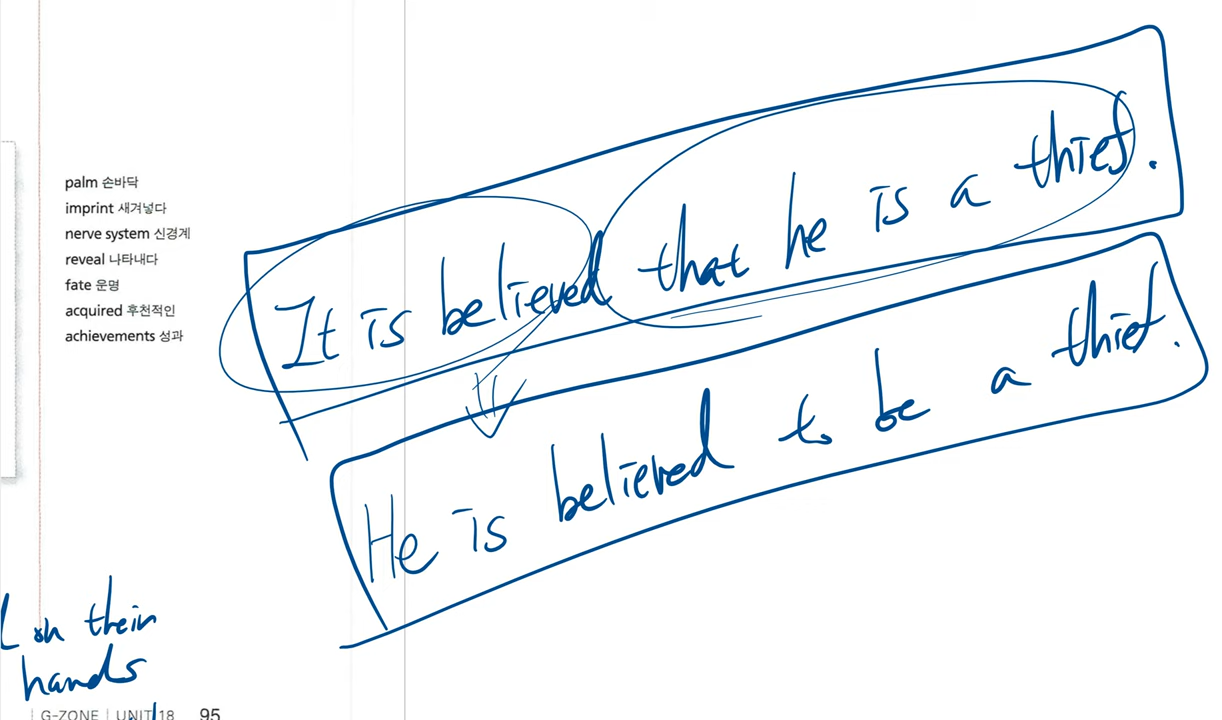 palm 손바닥
imprint 새겨넣다
nerve system 신경계
reveal 나타내다
fate 운명
acquired 후천적인
achievements 성과
It is believed that he is a thief.
He is believed to be a thief.
on their
hands
G-ZONE | UNIT 18 95